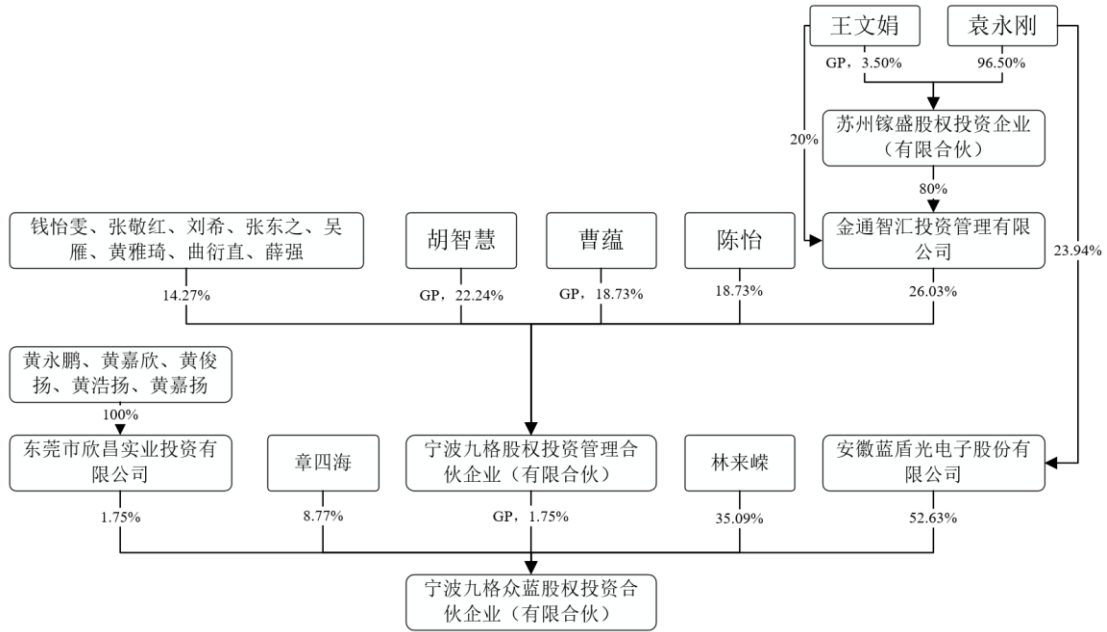 王文娟
袁永刚
GP，3.50%
96.50%
苏州镓盛股权投资企业
（有限合伙）
20%
80%
钱怡雯、张敬红、刘希、张东之、吴
雁、黄雅琦、曲衍直、薛强
胡智慧
曹蕴
陈怡
金通智汇投资管理有限
公司
23.94%
14.27%
GP，22.24%
GP，18.73%
18.73%
26.03%
黄永鹏、黄嘉欣、黄俊
扬、黄浩扬、黄嘉扬
100%
东莞市欣昌实业投资有
限公司
章四海
宁波九格股权投资管理合
伙企业（有限合伙）
林来嵘
安徽蓝盾光电子股份有
限公司
1.75%
8.77%
GP，1.75%
35.09%
52.63%
宁波九格众蓝股权投资合
伙企业（有限合伙）